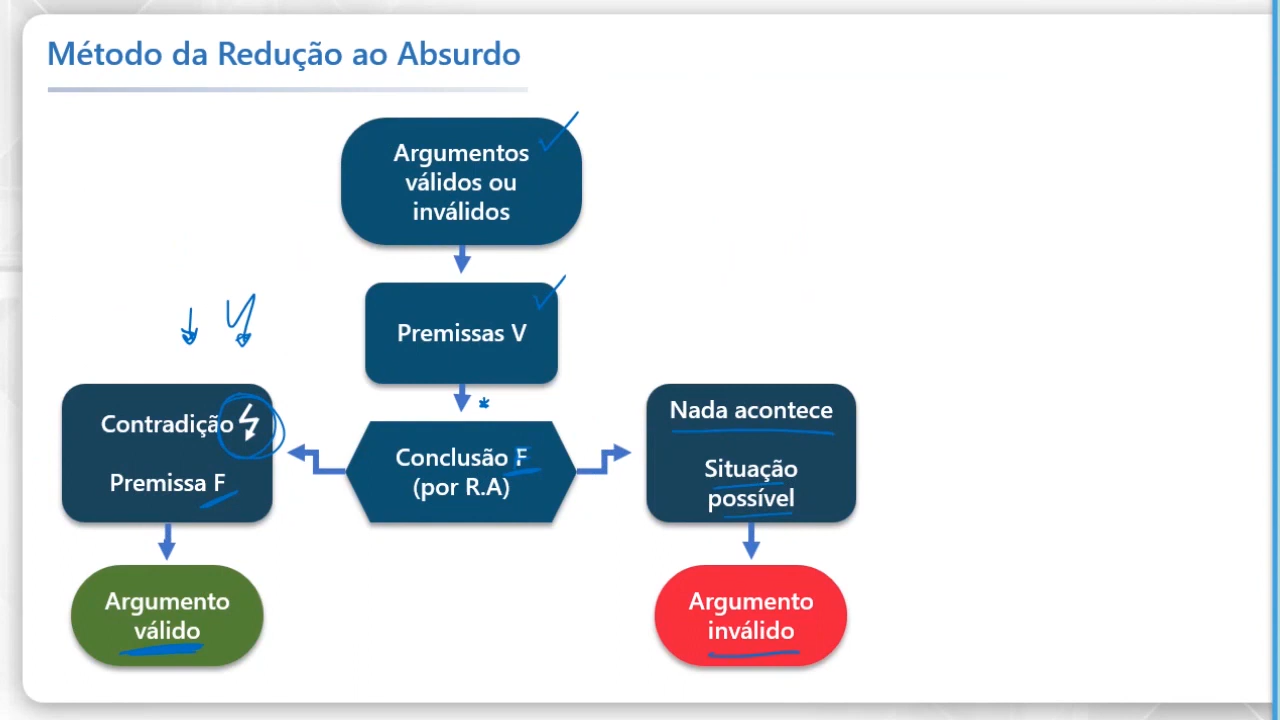 Método da Redução ao Absurdo
Argumentos
válidos ou
inválidos
Premissas V
Contradição
Premissa F
Conclusão F
(por R.A)
Nada acontece
Situação
possível
Argumento
válido
Argumento
inválido